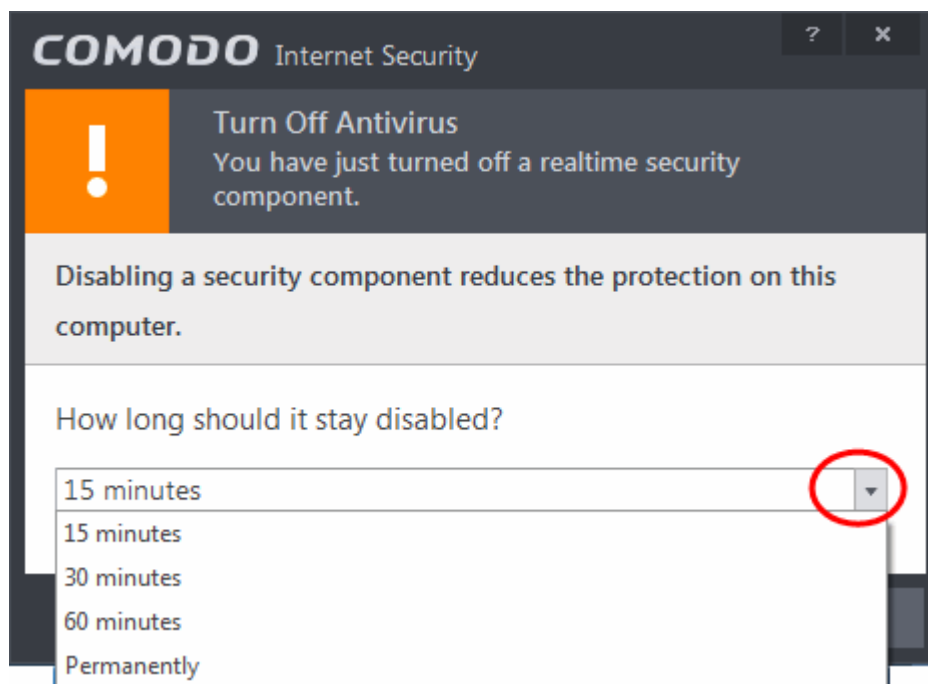 COMODO Internet Security
? ×
! Turn Off Antivirus
You have just turned off a realtime security
component.
Disabling a security component reduces the protection on this
computer.
How long should it stay disabled?
15 minutes
15 minutes
30 minutes
60 minutes
Permanently